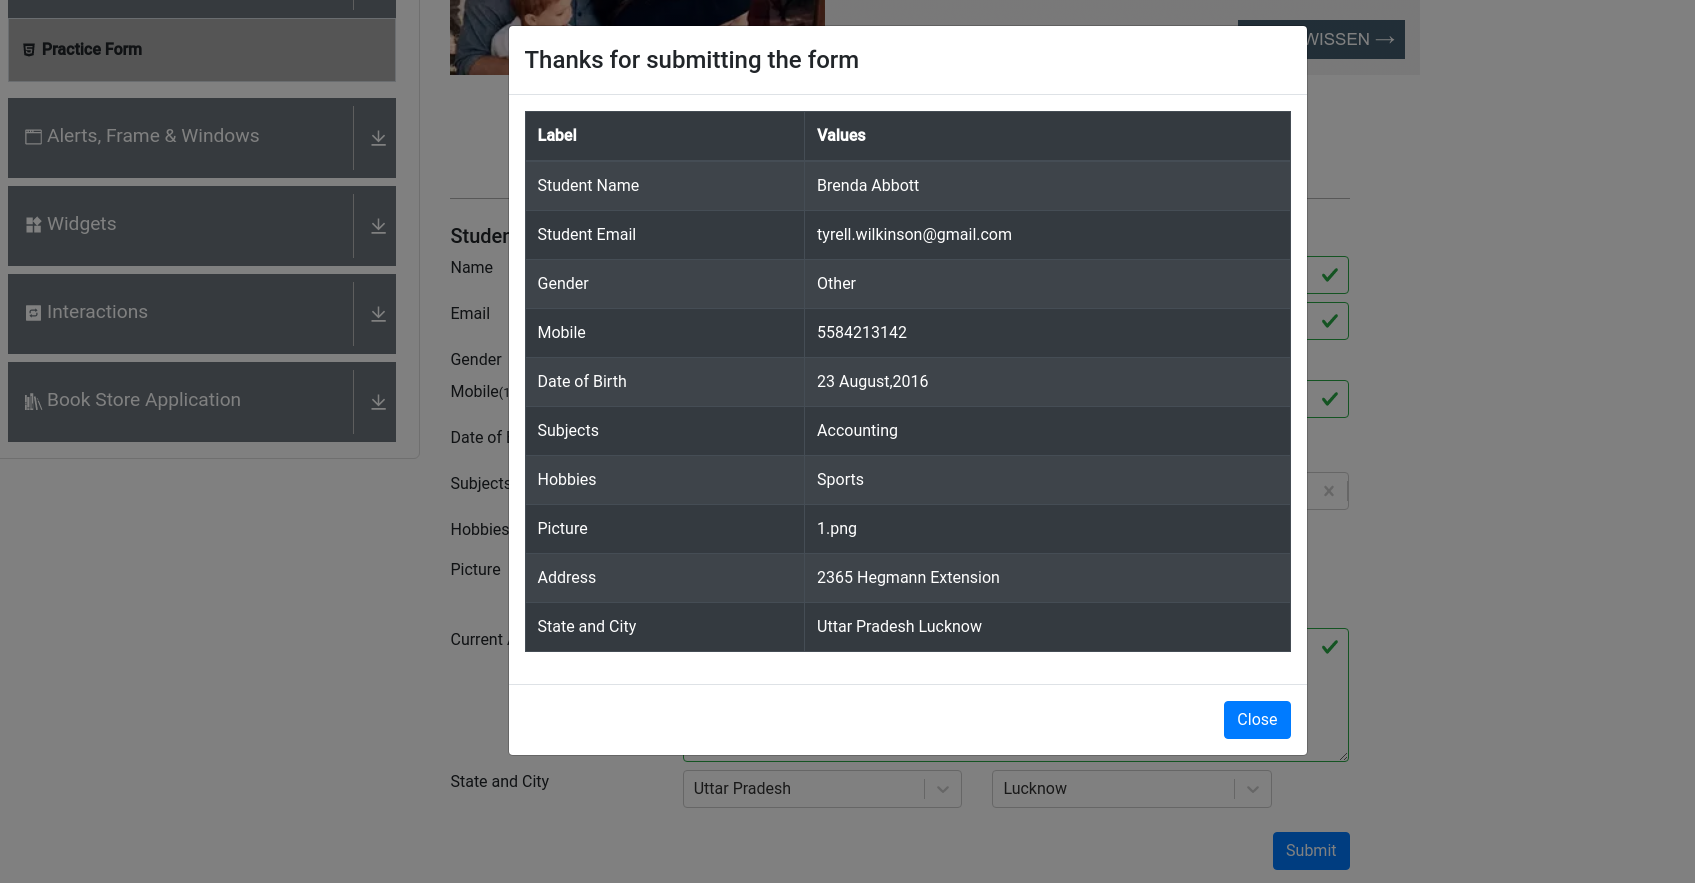 Practice Form
Alerts, Frame & Windows
Widgets
Interactions
Book Store Application
WISSEN →
Name
Email
Gender
Mobile
Date of
Subjects
Hobbies
Picture
Current
State and City
Uttar Pradesh
Lucknow
Submit
Thanks for submitting the form
Label Values
Student Name Brenda Abbott
Student Email tyrell.wilkinson@gmail.com
Gender Other
Mobile 5584213142
Date of Birth 23 August,2016
Subjects Accounting
Hobbies Sports
Picture 1.png
Address 2365 Hegmann Extension
State and City Uttar Pradesh Lucknow
Close